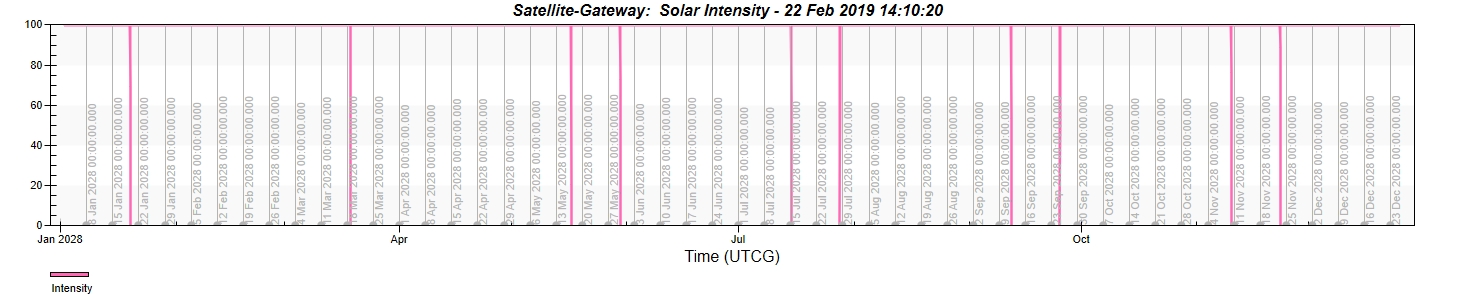 Satellite-Gateway: Solar Intensity - 22 Feb 2019 14:10:20
100
80
60
40
20
0
8 Jan 2028 00:00:00.000
15 Jan 2028 00:00:00.000
22 Jan 2028 00:00:00.000
29 Jan 2028 00:00:00.000
5 Feb 2028 00:00:00.000
12 Feb 2028 00:00:00.000
19 Feb 2028 00:00:00.000
26 Feb 2028 00:00:00.000
4 Mar 2028 00:00:00.000
11 Mar 2028 00:00:00.000
18 Mar 2028 00:00:00.000
25 Mar 2028 00:00:00.000
1 Apr 2028 00:00:00.000
8 Apr 2028 00:00:00.000
15 Apr 2028 00:00:00.000
22 Apr 2028 00:00:00.000
29 Apr 2028 00:00:00.000
6 May 2028 00:00:00.000
13 May 2028 00:00:00.000
20 May 2028 00:00:00.000
27 May 2028 00:00:00.000
3 Jun 2028 00:00:00.000
10 Jun 2028 00:00:00.000
17 Jun 2028 00:00:00.000
24 Jun 2028 00:00:00.000
1 Jul 2028 00:00:00.000
8 Jul 2028 00:00:00.000
15 Jul 2028 00:00:00.000
22 Jul 2028 00:00:00.000
29 Jul 2028 00:00:00.000
5 Aug 2028 00:00:00.000
12 Aug 2028 00:00:00.000
19 Aug 2028 00:00:00.000
26 Aug 2028 00:00:00.000
2 Sep 2028 00:00:00.000
9 Sep 2028 00:00:00.000
16 Sep 2028 00:00:00.000
23 Sep 2028 00:00:00.000
30 Sep 2028 00:00:00.000
7 Oct 2028 00:00:00.000
14 Oct 2028 00:00:00.000
21 Oct 2028 00:00:00.000
28 Oct 2028 00:00:00.000
4 Nov 2028 00:00:00.000
11 Nov 2028 00:00:00.000
18 Nov 2028 00:00:00.000
25 Nov 2028 00:00:00.000
2 Dec 2028 00:00:00.000
9 Dec 2028 00:00:00.000
16 Dec 2028 00:00:00.000
23 Dec 2028 00:00:00.000
Jan 2028
Apr
Jul
Oct
Time (UTCG)
Intensity